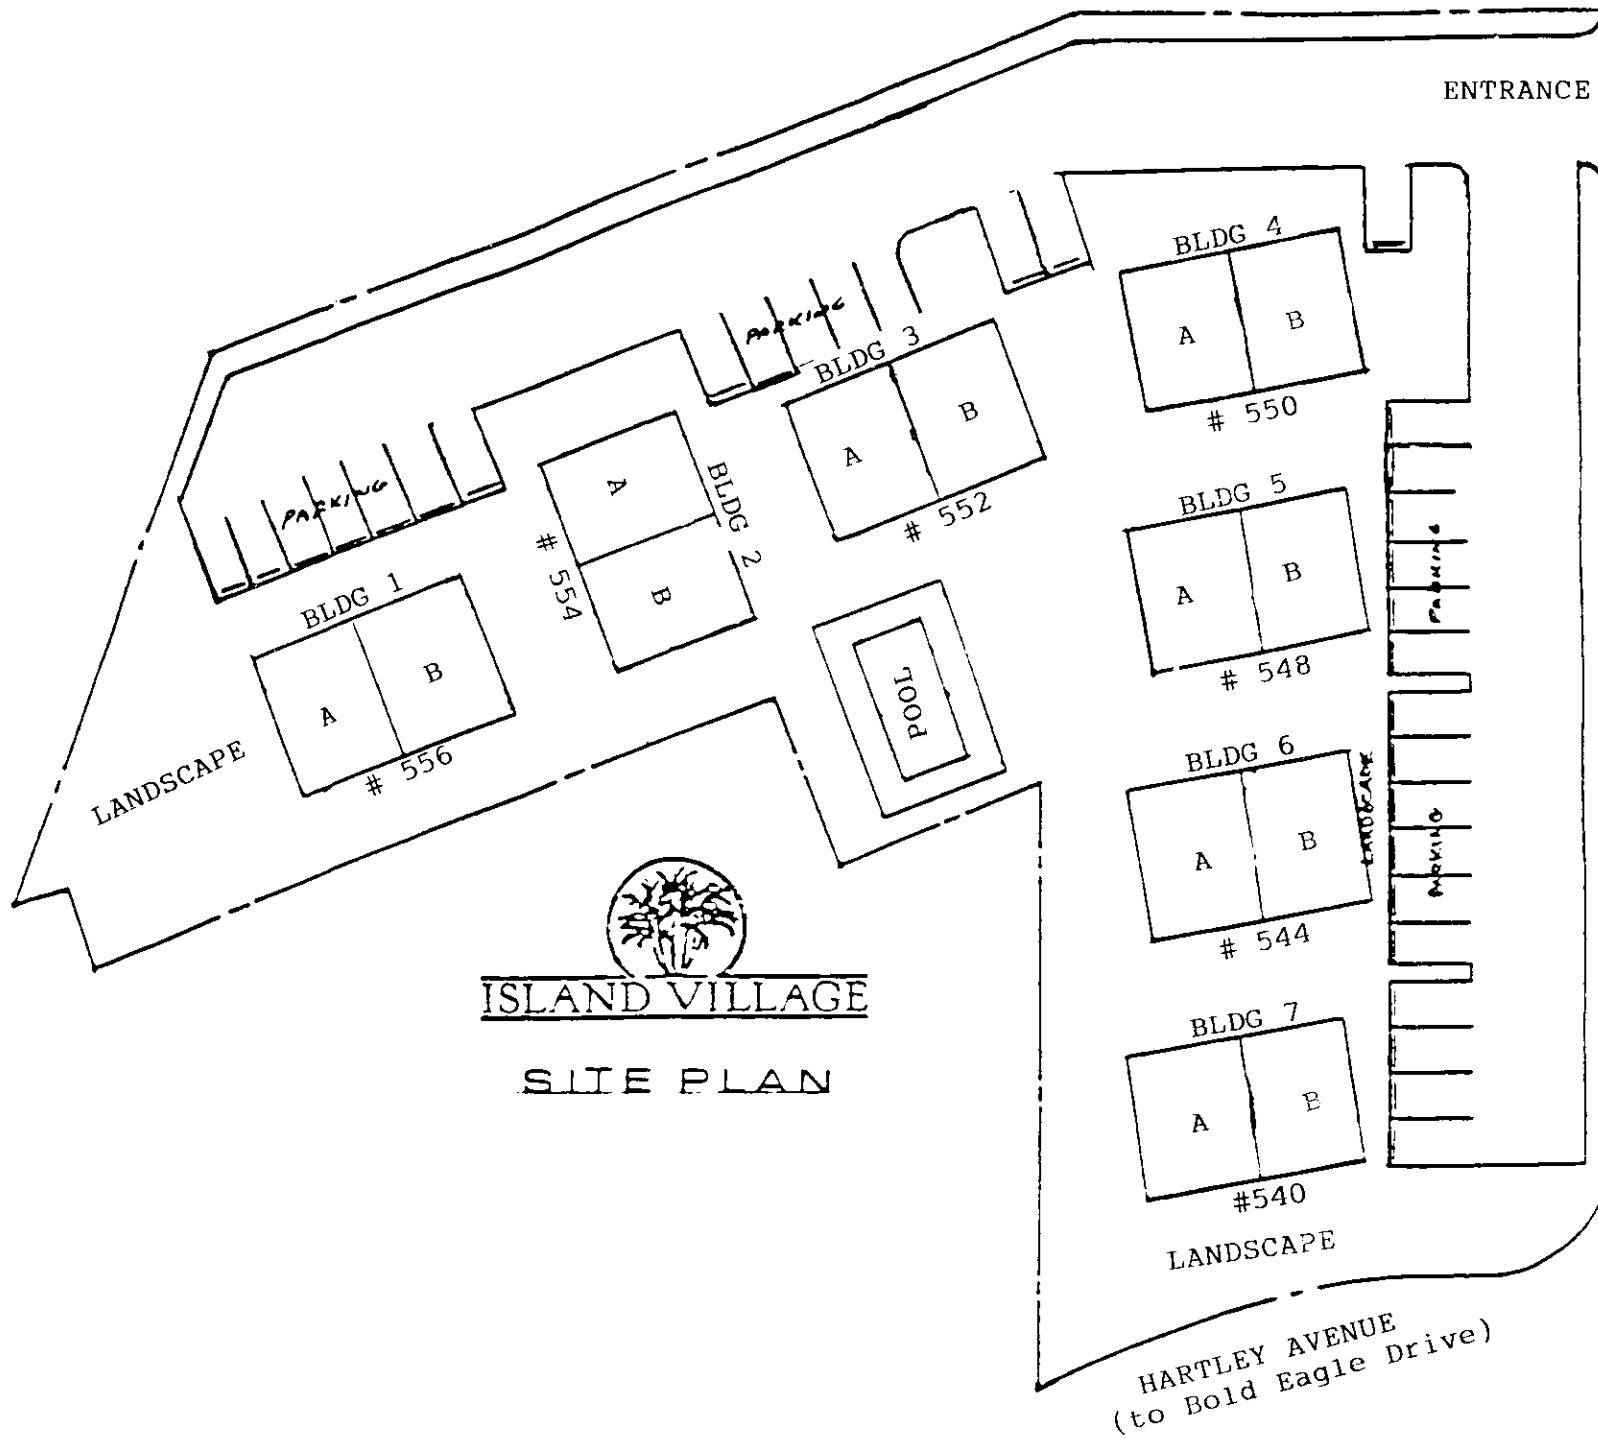 ENTRANCE
BLDG 4
A
B
# 550
PARKING
BLDG 3
A
B
# 552
PARKING
A
B
BLDG 2
# 554
BLDG 5
A
B
# 548
PARKING
BLDG 1
A
B
# 556
LANDSCAPE
POOL
BLDG 6
A
B
# 544
LANDSCAPE
PARKING
ISLAND VILLAGE
SITE PLAN
BLDG 7
A
B
#540
LANDSCAPE
HARTLEY AVENUE
(to Bold Eagle Drive)